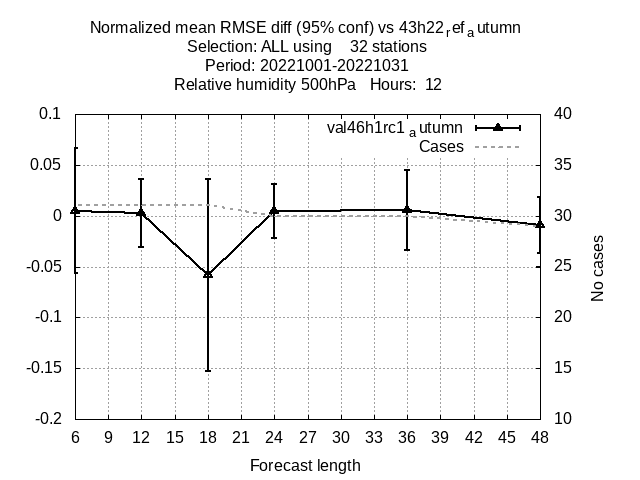 Normalized mean RMSE diff (95% conf) vs 43h22refautumn
Selection: ALL using 32 stations
Period: 20221001-20221031
Relative humidity 500hPa Hours: 12
0.1 40
val46h1rc1autumn
Cases
0.05 35
0 30
-0.05 25
No cases
-0.1 20
-0.15 15
-0.2 10
6 9 12 15 18 21 24 27 30 33 36 39 42 45 48
Forecast length